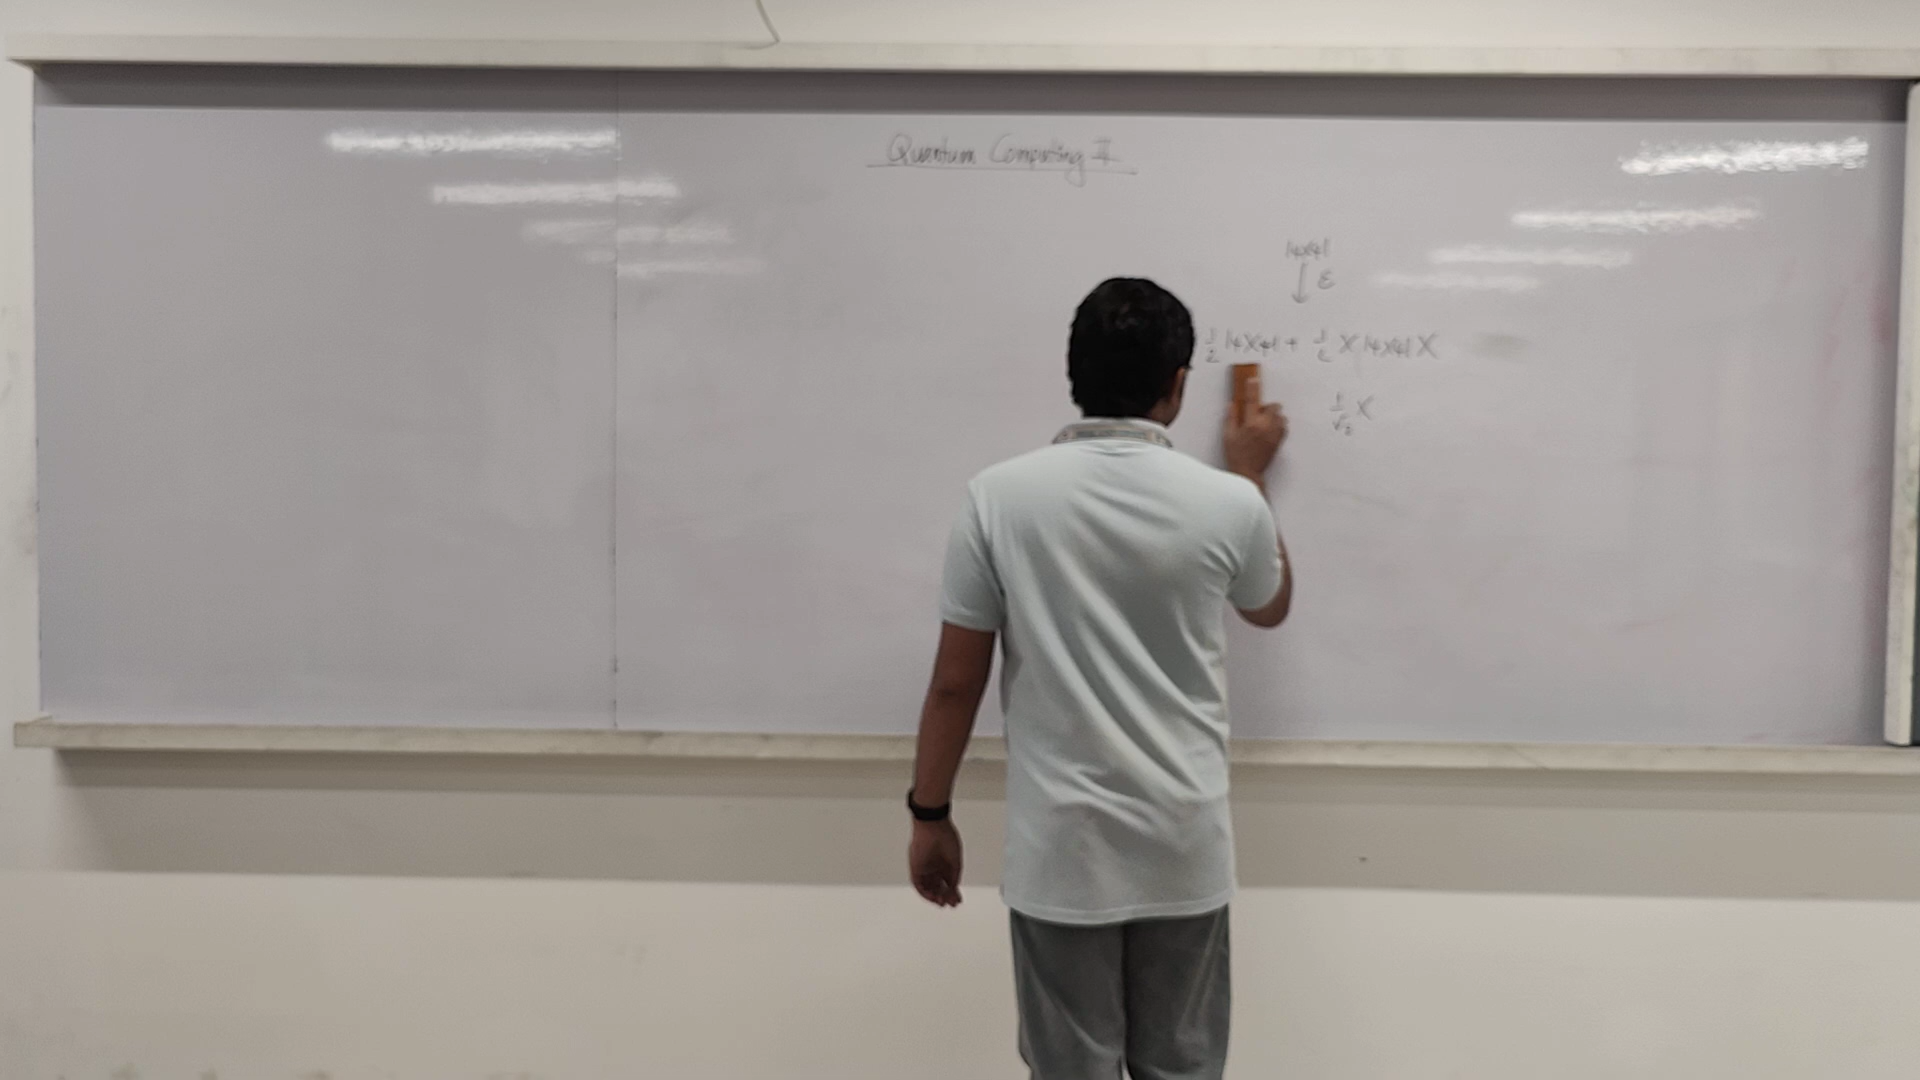 Quantum Computing II
|ψ⟩⟨ψ|
↓ ε
1/2 |ψ⟩⟨ψ| + 1/2 X |ψ⟩⟨ψ| X
1/√2 X